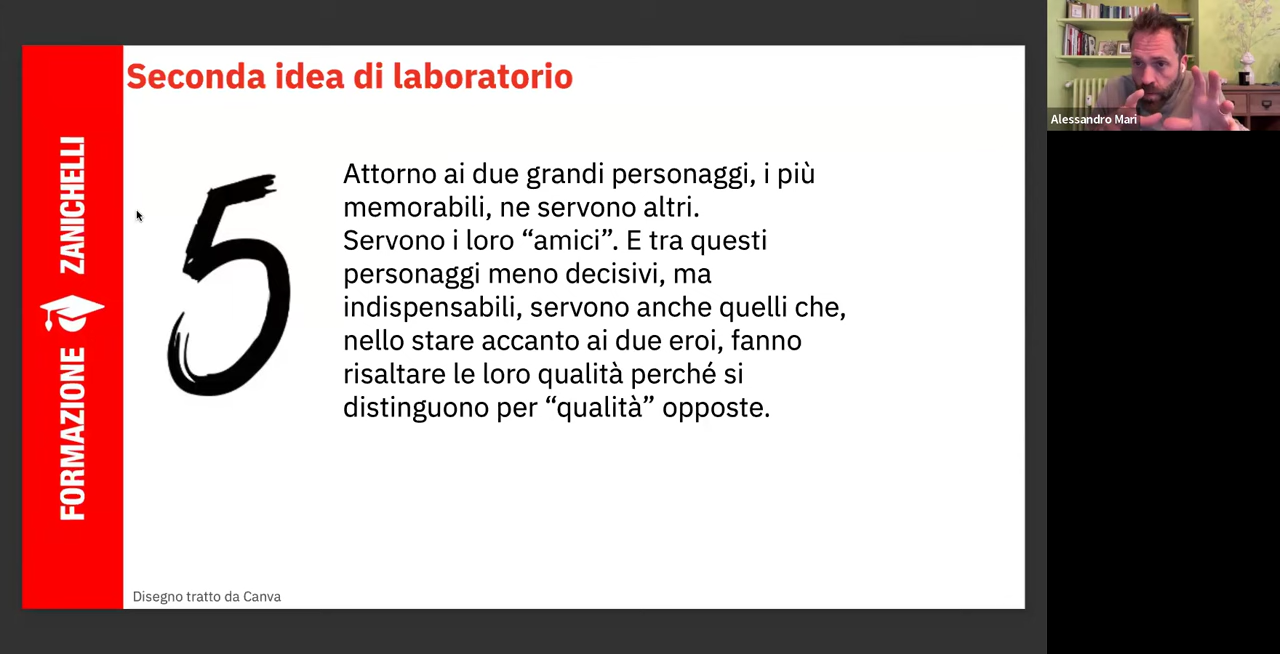 Seconda idea di laboratorio
FORMAZIONE ZANICHELLI
5
Attorno ai due grandi personaggi, i più
memorabili, ne servono altri.
Servono i loro “amici”. E tra questi
personaggi meno decisivi, ma
indispensabili, servono anche quelli che,
nello stare accanto ai due eroi, fanno
risaltare le loro qualità perché si
distinguono per “qualità” opposte.
Disegno tratto da Canva
Alessandro Mari